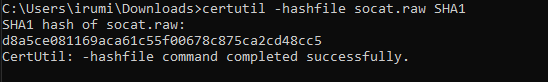 C:\Users\irumi\Downloads>certutil -hashfile socat.raw SHA1
SHA1 hash of socat.raw:
d8a5ce081169aca61c55f00678c875ca2cd48cc5
CertUtil: -hashfile command completed successfully.